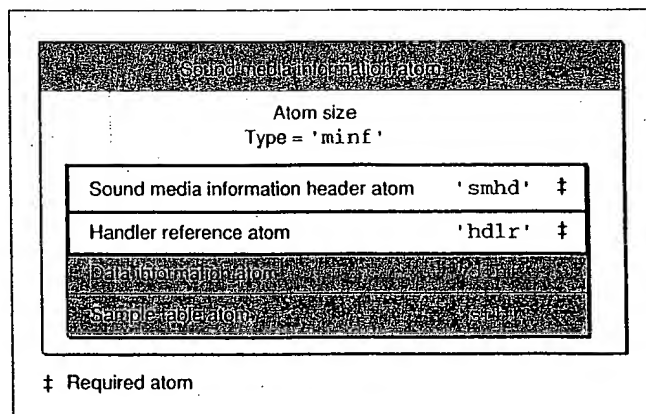 Sound media information atom
Atom size
Type = 'minf'
Sound media information header atom 'smhd' ‡
Handler reference atom 'hdlr' ‡
Data information atom
Sample table atom
‡ Required atom